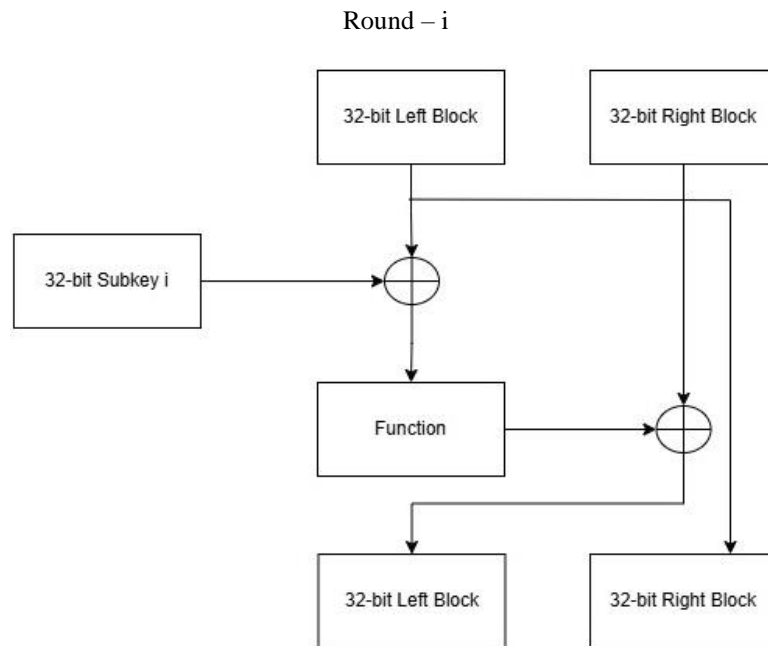 Round – i
32-bit Left Block
32-bit Right Block
32-bit Subkey i
Function
32-bit Left Block
32-bit Right Block